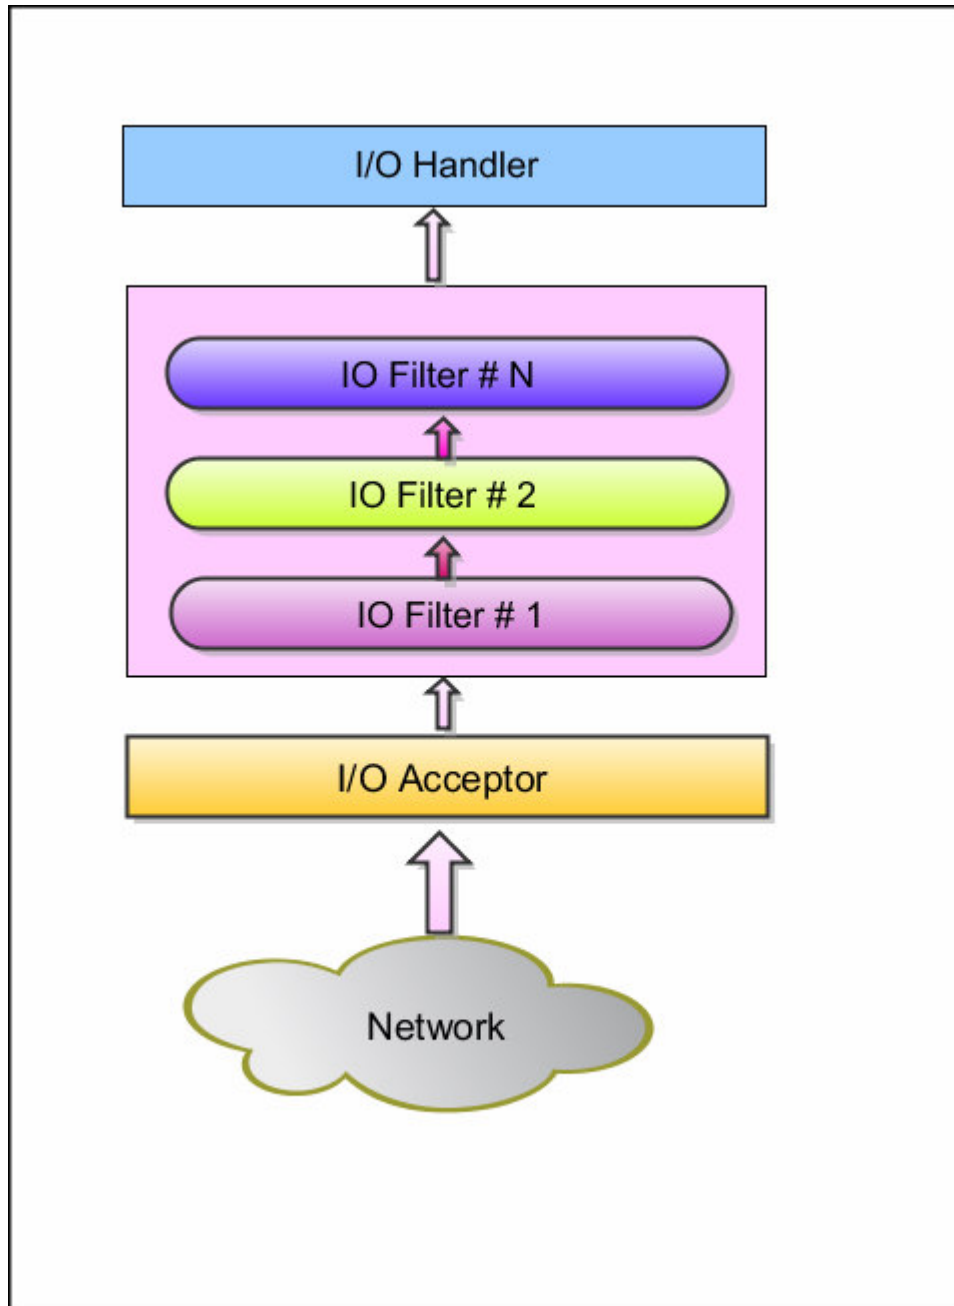 I/O Handler
IO Filter # N
IO Filter # 2
IO Filter # 1
I/O Acceptor
Network